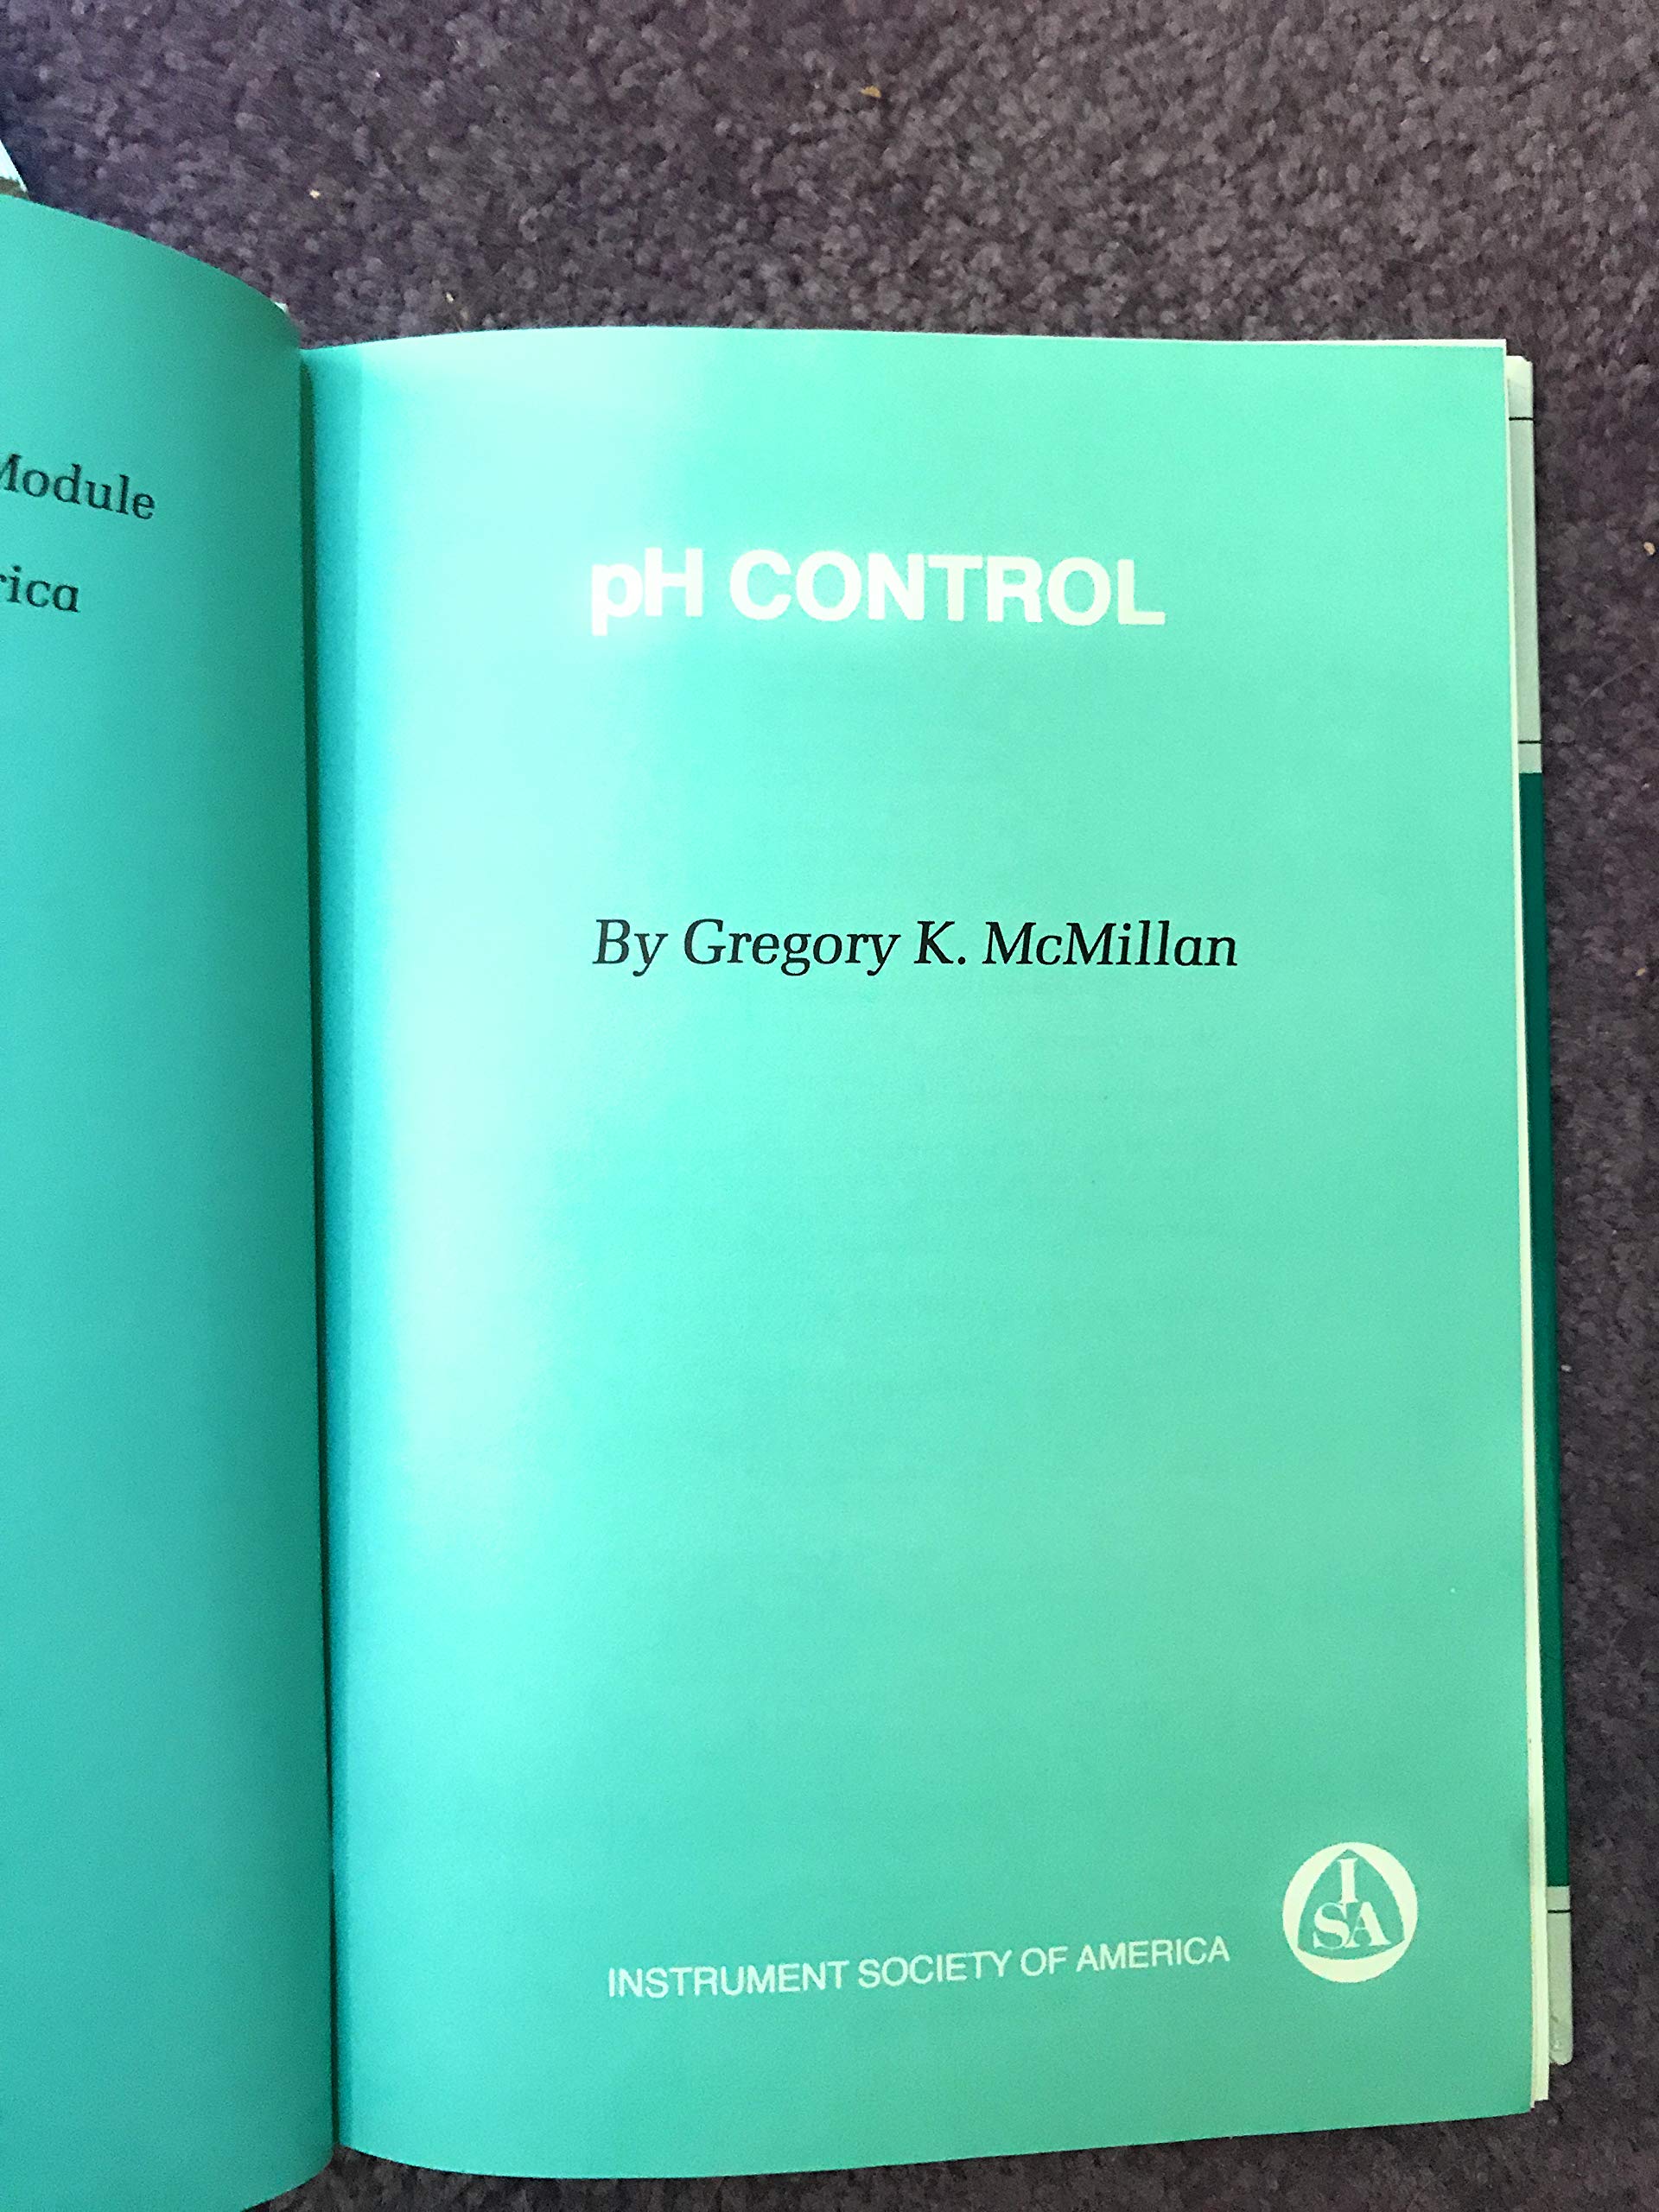 Module
rica
pH CONTROL
By Gregory K. McMillan
INSTRUMENT SOCIETY OF AMERICA
I
SA